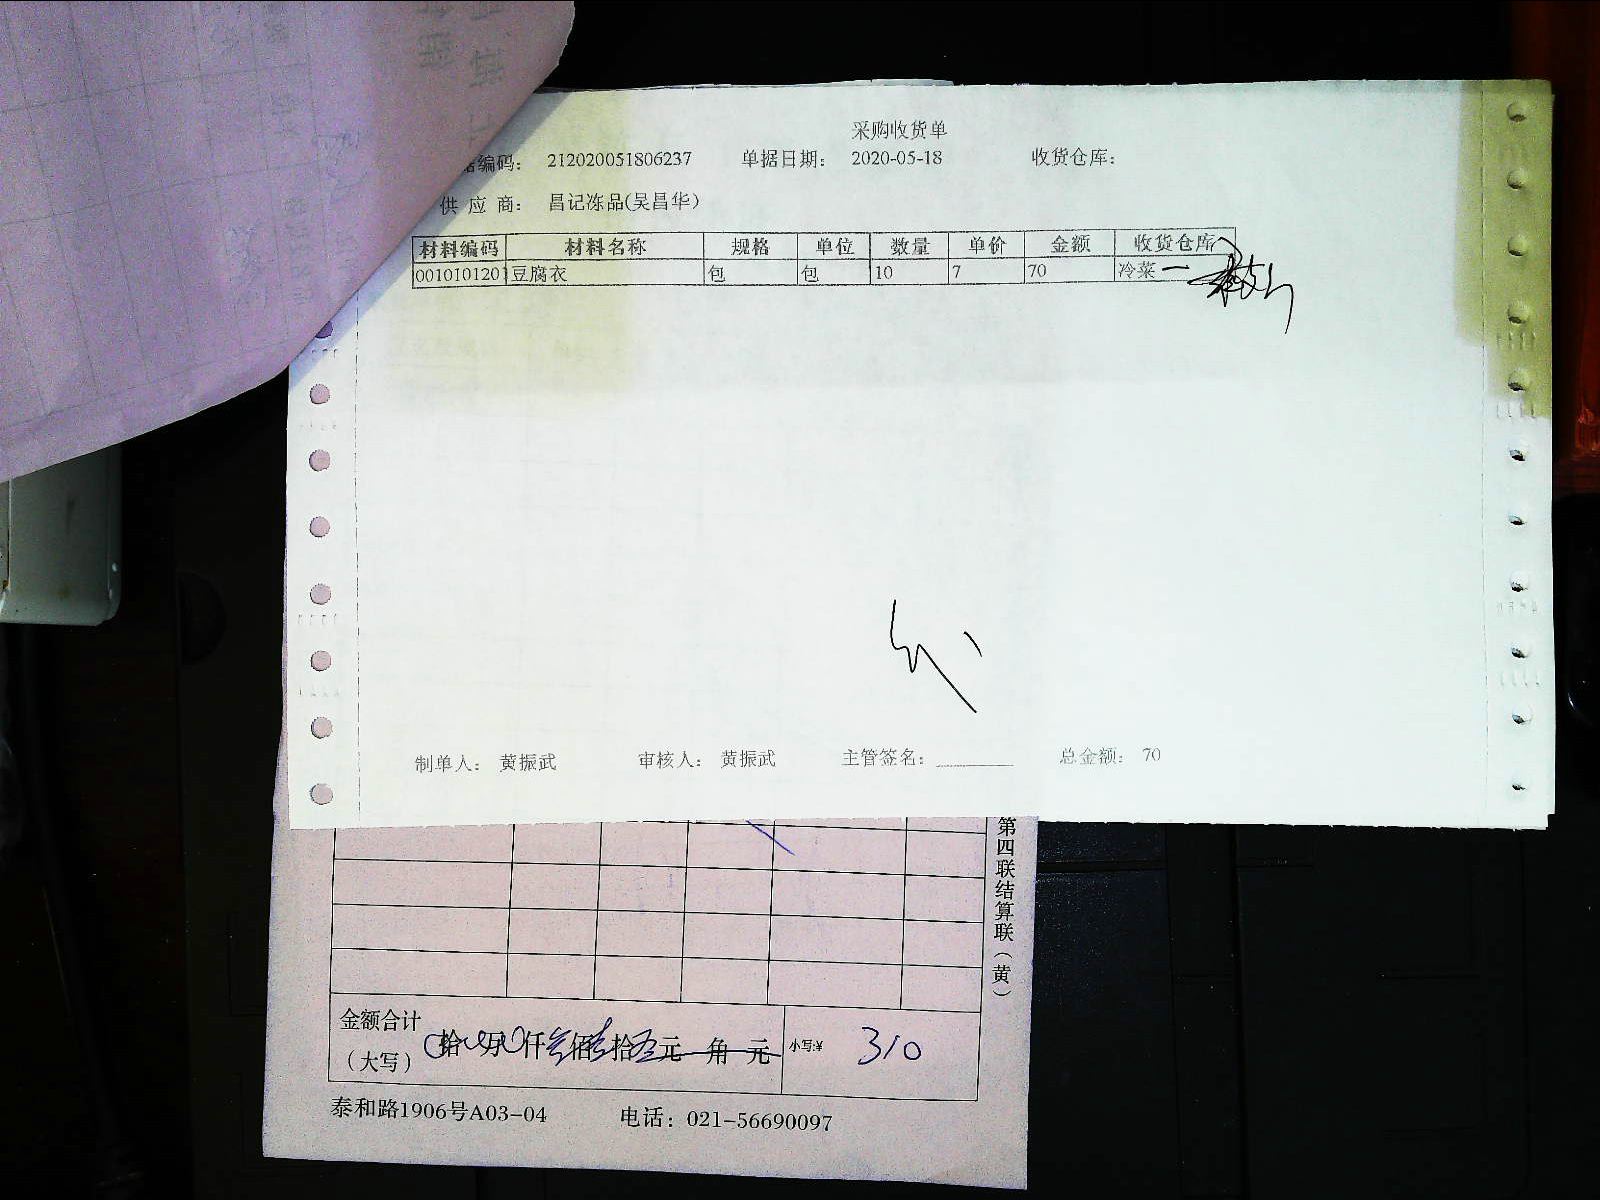 采购收货单
据编码： 212020051806237 单据日期： 2020-05-18 收货仓库：
供 应 商： 昌记冻品(吴昌华)
材料编码 材料名称 规格 单位 数量 单价 金额 收货仓库
001010120 豆腐衣 包 包 10 7 70 冷菜
制单人： 黄振武 审核人： 黄振武 主管签名： 总金额： 70
第四联结算联（黄）
金额合计
（大写） 拾 万 仟 佰 拾 元 角 元 小写:¥ 310
泰和路1906号A03-04 电话：021-56690097